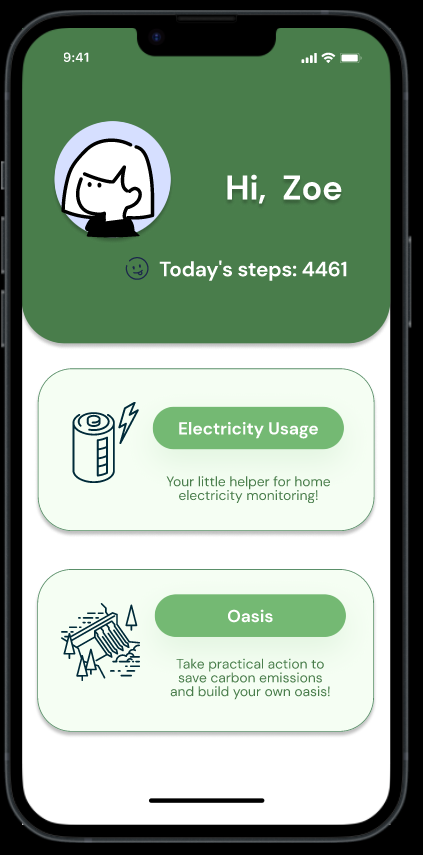 9:41
Hi, Zoe
Today's steps: 4461
Electricity Usage
Your little helper for home
electricity monitoring!
Oasis
Take practical action to
save carbon emissions
and build your own oasis!